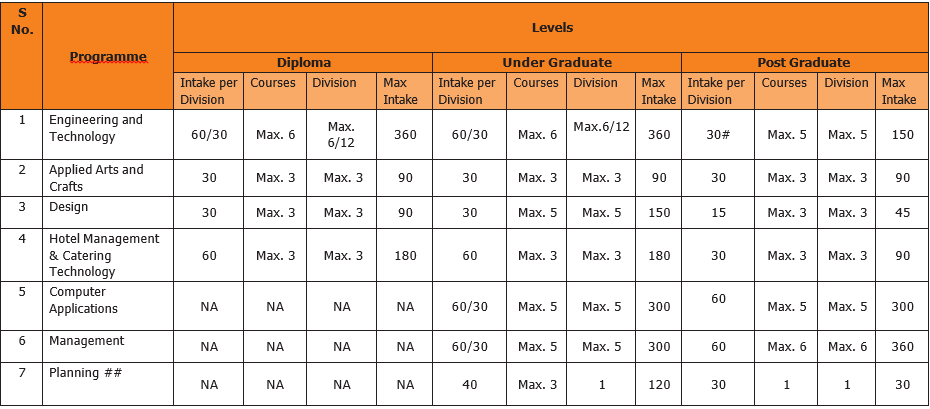 S No. Programme Levels
Diploma Under Graduate Post Graduate
Intake per Division Courses Division Max Intake Intake per Division Courses Division Max Intake Intake per Division Courses Division Max Intake
1 Engineering and Technology 60/30 Max. 6 Max. 6/12 360 60/30 Max. 6 Max.6/12 360 30# Max. 5 Max. 5 150
2 Applied Arts and Crafts 30 Max. 3 Max. 3 90 30 Max. 3 Max. 3 90 30 Max. 3 Max. 3 90
3 Design 30 Max. 3 Max. 3 90 30 Max. 5 Max. 5 150 15 Max. 3 Max. 3 45
4 Hotel Management & Catering Technology 60 Max. 3 Max. 3 180 60 Max. 3 Max. 3 180 30 Max. 3 Max. 3 90
5 Computer Applications NA NA NA NA 60/30 Max. 5 Max. 5 300 60 Max. 5 Max. 5 300
6 Management NA NA NA NA 60/30 Max. 5 Max. 5 300 60 Max. 6 Max. 6 360
7 Planning ## NA NA NA NA 40 Max. 3 1 120 30 1 1 30